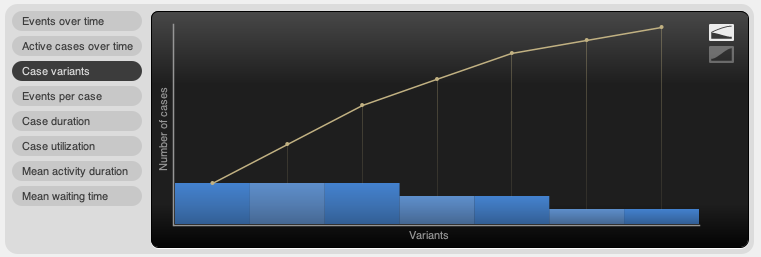 Events over time
Active cases over time
Case variants
Events per case
Case duration
Case utilization
Mean activity duration
Mean waiting time
Number of cases
Variants